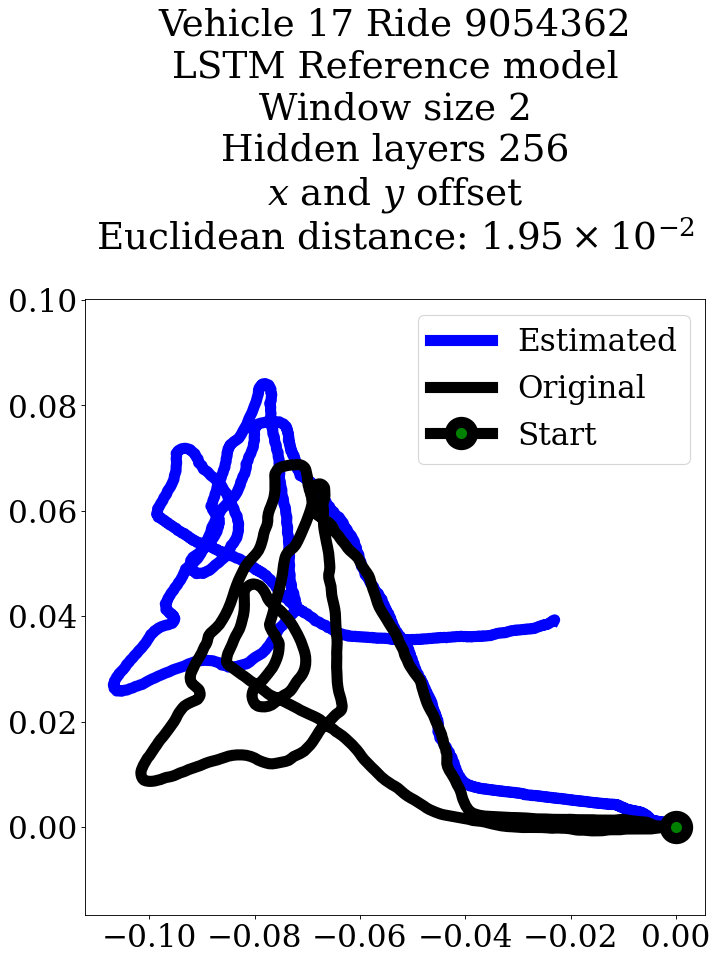 Vehicle 17 Ride 9054362
LSTM Reference model
Window size 2
Hidden layers 256
x and y offset
Euclidean distance: 1.95 × 10⁻²
0.10
Estimated
Original
Start
0.08
0.06
0.04
0.02
0.00
−0.10 −0.08 −0.06 −0.04 −0.02 0.00